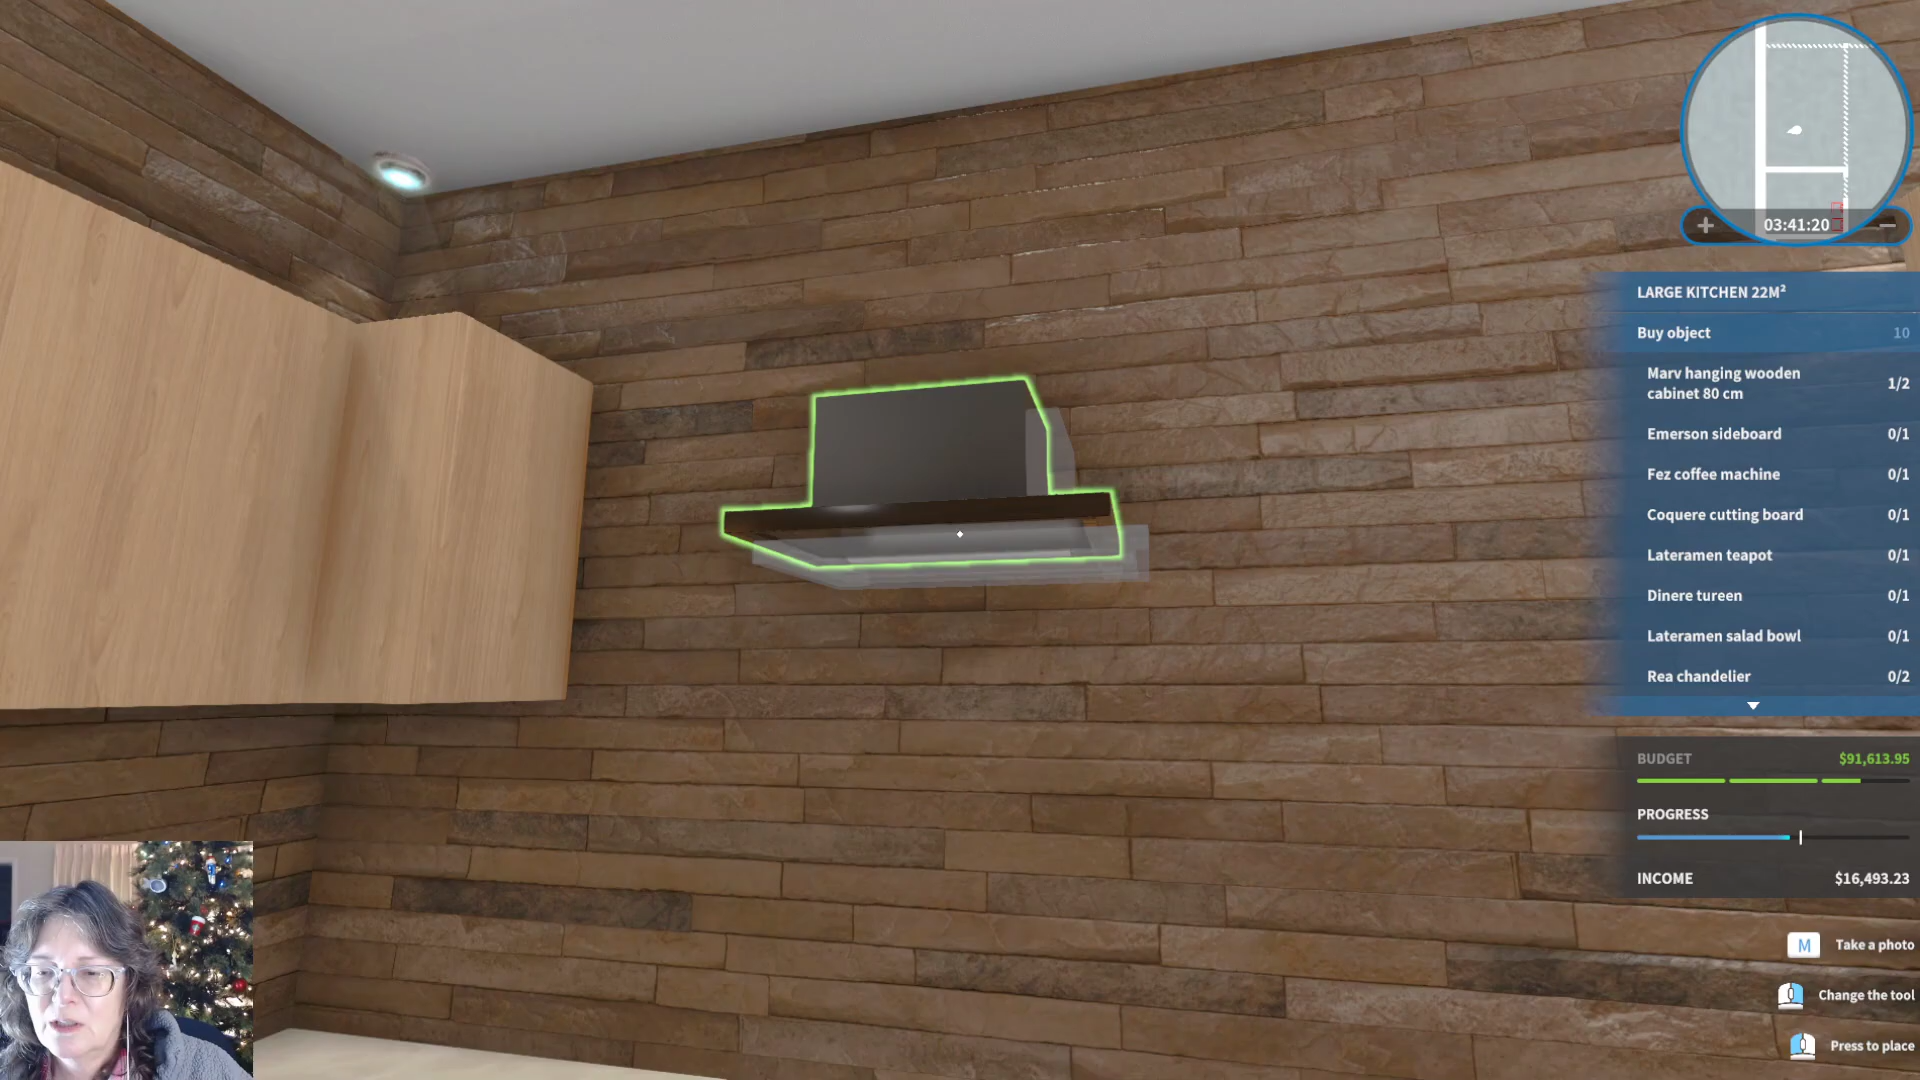 03:41:20
LARGE KITCHEN 22M²
Buy object 10
Marv hanging wooden
cabinet 80 cm 1/2
Emerson sideboard 0/1
Fez coffee machine 0/1
Coquere cutting board 0/1
Lateramen teapot 0/1
Dinere tureen 0/1
Lateramen salad bowl 0/1
Rea chandelier 0/2
BUDGET $91,613.95
PROGRESS
INCOME $16,493.23
M Take a photo
Change the tool
Press to place